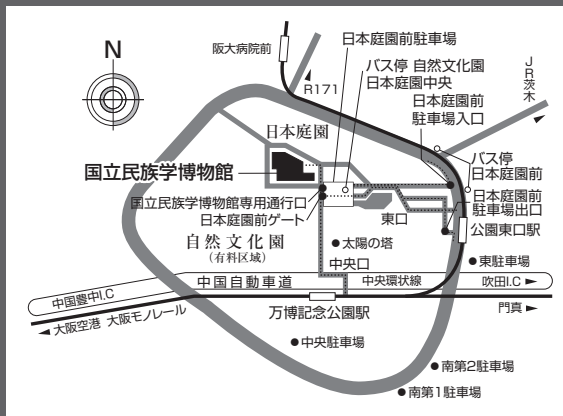 N
阪大病院前
日本庭園前駐車場
バス停 自然文化園
日本庭園中央
R171
日本庭園前
駐車場入口
JR茨木
日本庭園
国立民族学博物館
バス停
日本庭園前
国立民族学博物館専用通行口
日本庭園前ゲート
日本庭園前
駐車場出口
東口
公園東口駅
自然文化園
(有料区域)
太陽の塔
中央口
東駐車場
中国自動車道
中央環状線
吹田I.C
中国豊中I.C
万博記念公園駅
門真
大阪空港 大阪モノレール
中央駐車場
南第2駐車場
南第1駐車場